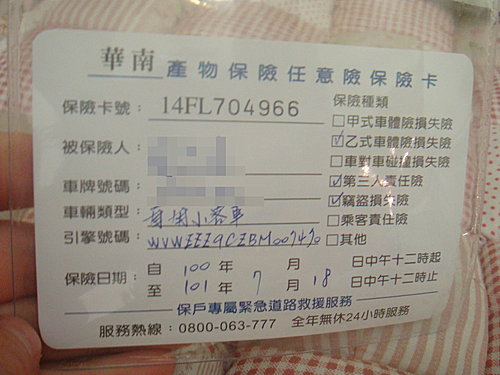 華南產物保險任意險保險卡
保險卡號：14FL704966
保險種類
□甲式車體險損失險
被保險人：
☑乙式車體險損失險
□車對車碰撞損失險
車牌號碼：
☑第三人責任險
車輛類型：自用小客車
☑竊盜損失險
□乘客責任險
引擎號碼：WVWZZZ9CZBM007470
□其他
保險日期：自 100 年 7 月 18 日中午十二時起
至 101 年 日中午十二時止
保戶專屬緊急道路救援服務
服務熱線：0800-063-777 全年無休24小時服務